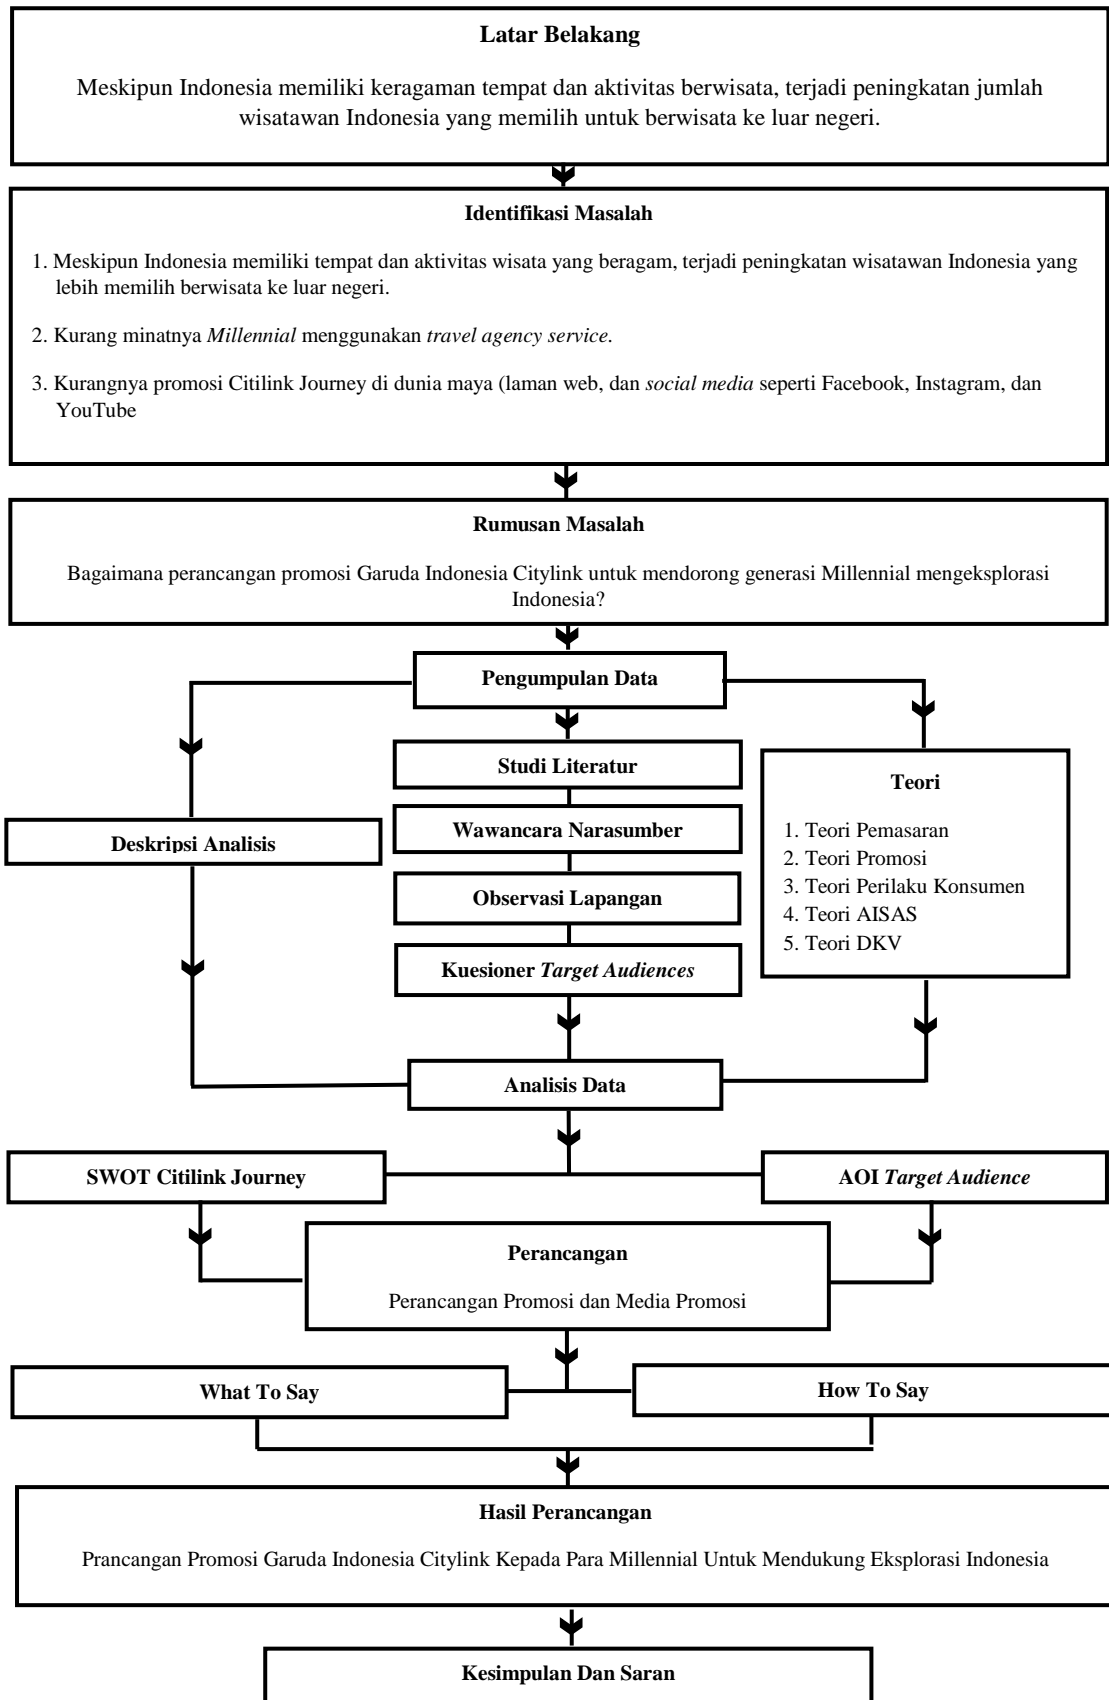 Latar Belakang
Meskipun Indonesia memiliki keragaman tempat dan aktivitas berwisata, terjadi peningkatan jumlah
wisatawan Indonesia yang memilih untuk berwisata ke luar negeri.
Identifikasi Masalah
1. Meskipun Indonesia memiliki tempat dan aktivitas wisata yang beragam, terjadi peningkatan wisatawan Indonesia yang
lebih memilih berwisata ke luar negeri.
2. Kurang minatnya Millennial menggunakan travel agency service.
3. Kurangnya promosi Citilink Journey di dunia maya (laman web, dan social media seperti Facebook, Instagram, dan
YouTube
Rumusan Masalah
Bagaimana perancangan promosi Garuda Indonesia Citylink untuk mendorong generasi Millennial mengeksplorasi
Indonesia?
Pengumpulan Data
Deskripsi Analisis
Studi Literatur
Wawancara Narasumber
Observasi Lapangan
Kuesioner Target Audiences
Teori
1. Teori Pemasaran
2. Teori Promosi
3. Teori Perilaku Konsumen
4. Teori AISAS
5. Teori DKV
Analisis Data
SWOT Citilink Journey
AOI Target Audience
Perancangan
Perancangan Promosi dan Media Promosi
What To Say
How To Say
Hasil Perancangan
Prancangan Promosi Garuda Indonesia Citylink Kepada Para Millennial Untuk Mendukung Eksplorasi Indonesia
Kesimpulan Dan Saran